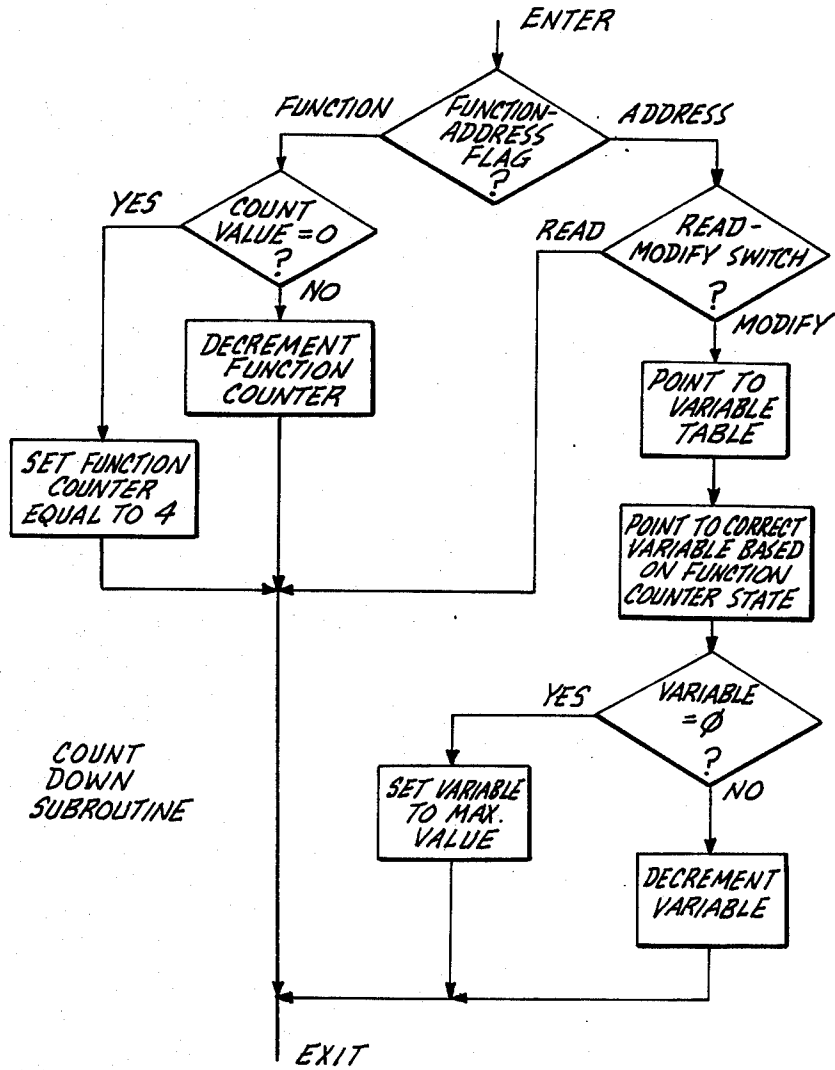 ENTER
FUNCTION
FUNCTION-
ADDRESS
FLAG
?
ADDRESS
YES
COUNT
VALUE = 0
?
NO
READ
READ -
MODIFY SWITCH
?
MODIFY
DECREMENT
FUNCTION
COUNTER
POINT TO
VARIABLE
TABLE
SET FUNCTION
COUNTER
EQUAL TO 4
POINT TO CORRECT
VARIABLE BASED
ON FUNCTION
COUNTER STATE
YES
VARIABLE
= Ø
?
NO
COUNT
DOWN
SUBROUTINE
SET VARIABLE
TO MAX.
VALUE
DECREMENT
VARIABLE
EXIT